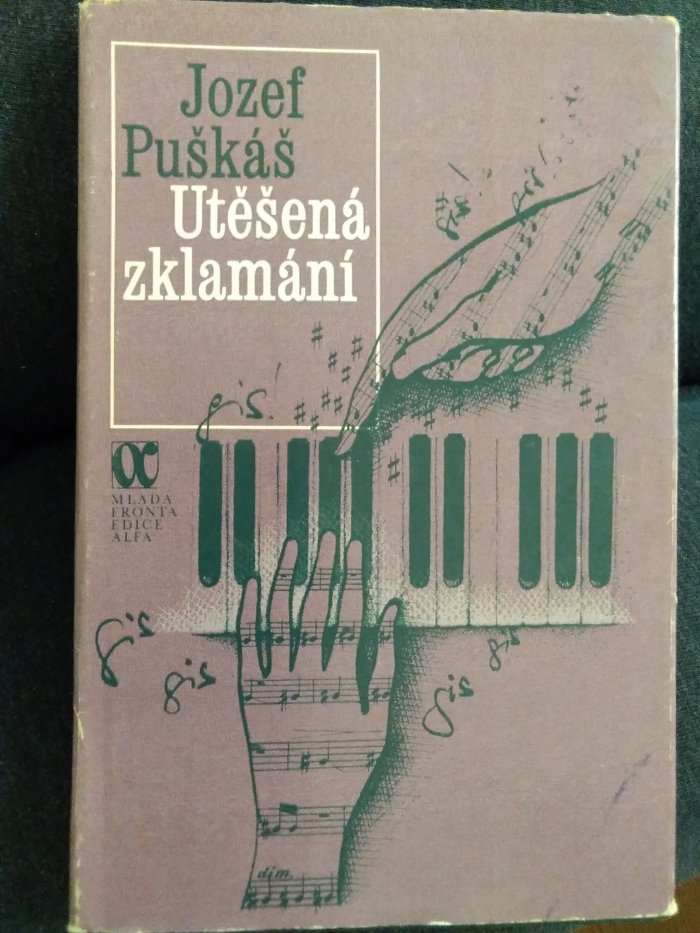 Jozef
Puškáš
Utěšená
zklamání
gis!
MLADÁ
FRONTA
EDICE
ALFA
gis
gis
gis
gis
dim.